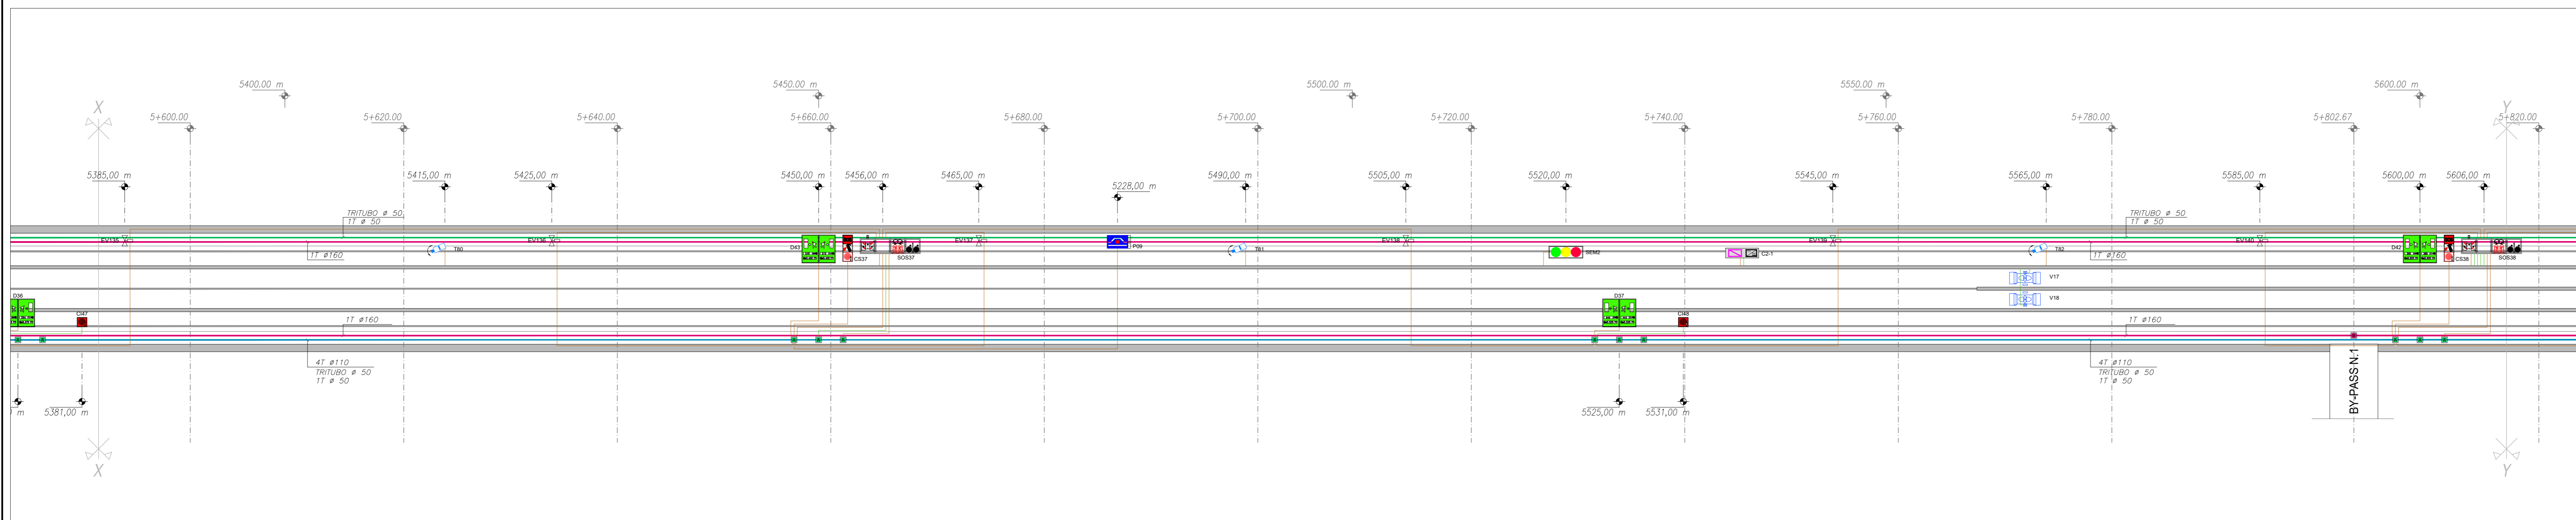 5400.00 m
5450.00 m
5500.00 m
5550.00 m
5600.00 m
X
Y
5+600.00
5+620.00
5+640.00
5+660.00
5+680.00
5+700.00
5+720.00
5+740.00
5+760.00
5+780.00
5+802.67
5+820.00
5385,00 m
5415,00 m
5425,00 m
5450,00 m
5456,00 m
5465,00 m
5228,00 m
5490,00 m
5505,00 m
5520,00 m
5545,00 m
5565,00 m
5585,00 m
5600,00 m
5606,00 m
TRITUBO ø 50
1T ø 50
TRITUBO ø 50
1T ø 50
EV135
EV136
EV137
EV138
EV139
EV140
T80
D43
CS37
SOS37
P09
T81
SEM2
C2-1
T82
D42
CS38
SOS38
1T ø160
1T ø160
V17
V18
D36
CI47
D37
CI48
1T ø160
1T ø160
4T ø110
TRITUBO ø 50
1T ø 50
4T ø110
TRITUBO ø 50
1T ø 50
BY-PASS N.1
m
5381,00 m
5525,00 m
5531,00 m
X
Y